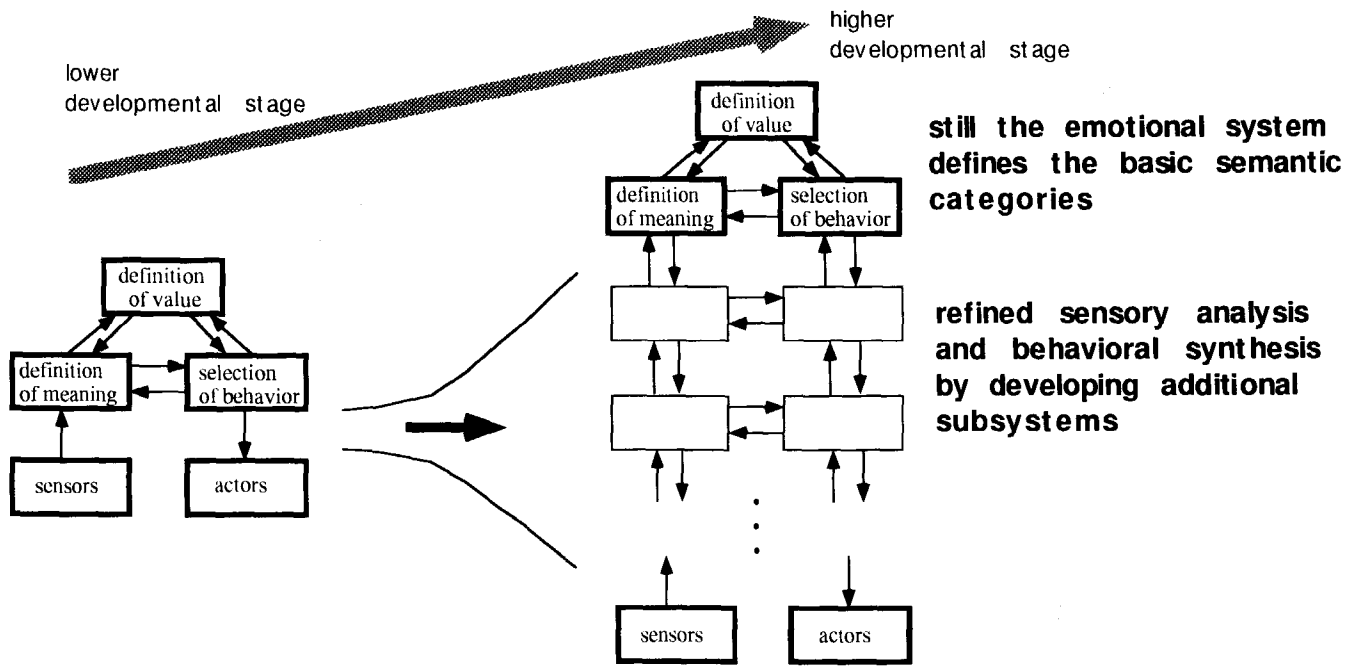 higher
developmental stage
lower
developmental stage
definition
of value
still the emotional system
defines the basic semantic
categories
definition
of meaning
selection
of behavior
definition
of value
refined sensory analysis
and behavioral synthesis
by developing additional
subsystems
definition
of meaning
selection
of behavior
sensors
actors
sensors
actors